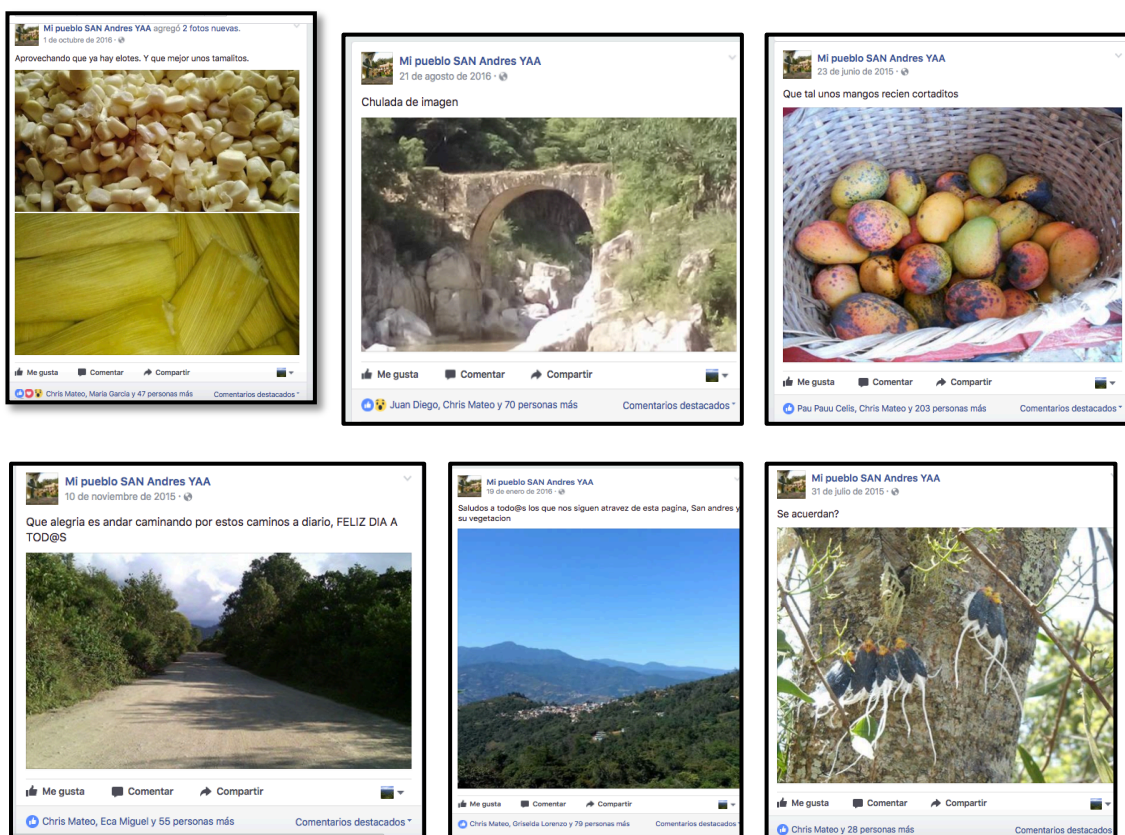 Mi pueblo SAN Andres YAA agregó 2 fotos nuevas.
1 de octubre de 2016 ·
Aprovechando que ya hay elotes. Y que mejor unos tamalitos.
Me gusta Comentar Compartir
Chris Mateo, Maria Garcia y 47 personas más Comentarios destacados
Mi pueblo SAN Andres YAA
21 de agosto de 2016 ·
Chulada de imagen
Me gusta Comentar Compartir
Juan Diego, Chris Mateo y 70 personas más Comentarios destacados
Mi pueblo SAN Andres YAA
23 de junio de 2015 ·
Que tal unos mangos recien cortaditos
Me gusta Comentar Compartir
Pau Pauu Celis, Chris Mateo y 203 personas más Comentarios destacados
Mi pueblo SAN Andres YAA
10 de noviembre de 2015 ·
Que alegria es andar caminando por estos caminos a diario, FELIZ DIA A
TOD@S
Me gusta Comentar Compartir
Chris Mateo, Eca Miguel y 55 personas más Comentarios destacados
Mi pueblo SAN Andres YAA
19 de enero de 2016 ·
Saludos a todo@s los que nos siguen atravez de esta pagina, San andres y
su vegetacion
Me gusta Comentar Compartir
Chris Mateo, Griselda Lorenzo y 79 personas más Comentarios destacados
Mi pueblo SAN Andres YAA
31 de julio de 2015 ·
Se acuerdan?
Me gusta Comentar Compartir
Chris Mateo y 28 personas más Comentarios destacados